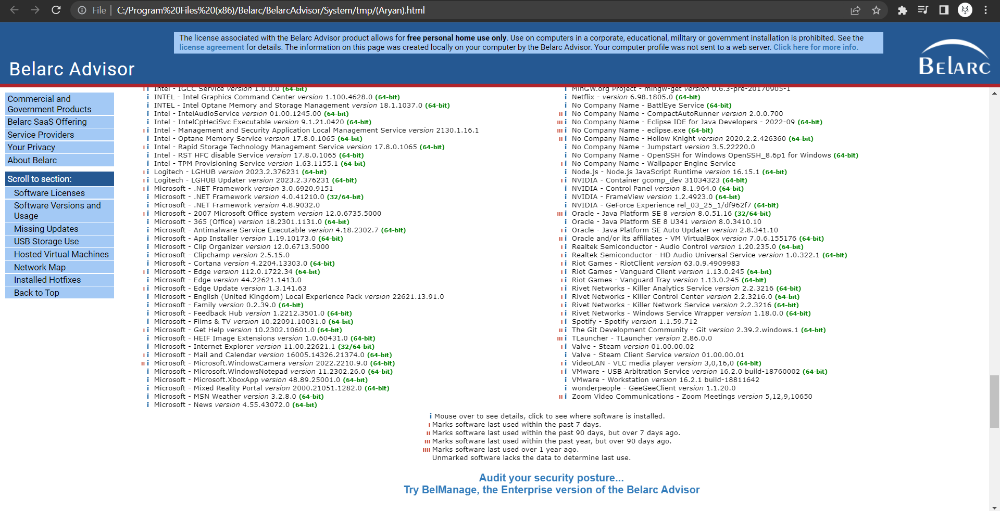 File
C:/Program%20Files%20(x86)/Belarc/BelarcAdvisor/System/tmp/(Aryan).html
The license associated with the Belarc Advisor product allows for free personal home use only. Use on computers in a corporate, educational, military or government installation is prohibited. See the
license agreement for details. The information on this page was created locally on your computer by the Belarc Advisor. Your computer profile was not sent to a web server. Click here for more info.
Belarc Advisor
BELARC
Commercial and
Government Products
Belarc SaaS Offering
Service Providers
Your Privacy
About Belarc
Scroll to section:
Software Licenses
Software Versions and
Usage
Missing Updates
USB Storage Use
Hosted Virtual Machines
Network Map
Installed Hotfixes
Back to Top
ıı i Intel - IGCC Service version 1.0.0.0 (64-bit)
i INTEL - Intel Graphics Command Center version 1.100.4628.0 (64-bit)
i INTEL - Intel Optane Memory and Storage Management version 18.1.1037.0 (64-bit)
i Intel - IntelAudioService version 01.00.1245.00 (64-bit)
i Intel - IntelCpHeciSvc Executable version 9.1.21.0420 (64-bit)
ı i Intel - Management and Security Application Local Management Service version 2130.1.16.1
i Intel - Optane Memory Service version 17.8.0.1065 (64-bit)
ı i Intel - Rapid Storage Technology Management Service version 17.8.0.1065 (64-bit)
i Intel - RST HFC disable Service version 17.8.0.1065 (64-bit)
i Intel - TPM Provisioning Service version 1.63.1155.1 (64-bit)
ı i Logitech - LGHUB version 2023.2.376231 (64-bit)
ı i Logitech - LGHUB Updater version 2023.2.376231 (64-bit)
ı i Microsoft - .NET Framework version 3.0.6920.9151
i Microsoft - .NET Framework version 4.0.41210.0 (32/64-bit)
i Microsoft - .NET Framework version 4.8.9032.0
ı i Microsoft - 2007 Microsoft Office system version 12.0.6735.5000
i Microsoft - 365 (Office) version 18.2301.1131.0 (64-bit)
i Microsoft - Antimalware Service Executable version 4.18.2302.7 (64-bit)
i Microsoft - App Installer version 1.19.10173.0 (64-bit)
i Microsoft - Clip Organizer version 12.0.6713.5000
i Microsoft - Clipchamp version 2.5.15.0
i Microsoft - Cortana version 4.2204.13303.0 (64-bit)
ı i Microsoft - Edge version 112.0.1722.34 (64-bit)
i Microsoft - Edge version 44.22621.1413.0
ı i Microsoft - Edge Update version 1.3.141.63
i Microsoft - English (United Kingdom) Local Experience Pack version 22621.13.91.0
i Microsoft - Family version 0.2.39.0 (64-bit)
i Microsoft - Feedback Hub version 1.2212.3501.0 (64-bit)
i Microsoft - Films & TV version 10.22091.10031.0 (64-bit)
ı i Microsoft - Get Help version 10.2302.10601.0 (64-bit)
i Microsoft - HEIF Image Extensions version 1.0.60431.0 (64-bit)
i Microsoft - Internet Explorer version 11.00.22621.1 (32/64-bit)
ı i Microsoft - Mail and Calendar version 16005.14326.21374.0 (64-bit)
ıı i Microsoft - Microsoft.WindowsCamera version 2022.2210.9.0 (64-bit)
i Microsoft - Microsoft.WindowsNotepad version 11.2302.26.0 (64-bit)
i Microsoft - Microsoft.XboxApp version 48.89.25001.0 (64-bit)
i Microsoft - Mixed Reality Portal version 2000.21051.1282.0 (64-bit)
i Microsoft - MSN Weather version 3.2.8.0 (64-bit)
i Microsoft - News version 4.55.43072.0 (64-bit)
i MinGW.org Project - mingw-get version 0.6.3-pre-20170905-1
i Netflix - version 6.98.1805.0 (64-bit)
i No Company Name - BattlEye Service (64-bit)
ıı i No Company Name - CompactAutoRunner version 2.0.0.700
ııı i No Company Name - Eclipse IDE for Java Developers - 2022-09 (64-bit)
ııı i No Company Name - eclipse.exe (64-bit)
ıı i No Company Name - Hollow Knight version 2020.2.2.426360 (64-bit)
i No Company Name - Jumpstart version 3.5.22220.0
i No Company Name - OpenSSH for Windows OpenSSH_8.6p1 for Windows (64-bit)
ı i No Company Name - Wallpaper Engine Service
i Node.js - Node.js JavaScript Runtime version 16.15.1 (64-bit)
ı i NVIDIA - Container gcomp_dev 31034323 (64-bit)
i NVIDIA - Control Panel version 8.1.964.0 (64-bit)
i NVIDIA - FrameView version 1.2.4923.0 (64-bit)
i NVIDIA - GeForce Experience rel_03_25_1/df962f7 (64-bit)
ııı i Oracle - Java Platform SE 8 version 8.0.51.16 (32/64-bit)
i Oracle - Java Platform SE 8 U341 version 8.0.3410.10
ı i Oracle - Java Platform SE Auto Updater version 2.8.341.10
ıı i Oracle and/or its affiliates - VM VirtualBox version 7.0.6.155176 (64-bit)
ı i Realtek Semiconductor - Audio Control version 1.20.235.0 (64-bit)
ı i Realtek Semiconductor - HD Audio Universal Service version 1.0.322.1 (64-bit)
ı i Riot Games - RiotClient version 63.0.9.4909983
ı i Riot Games - Vanguard Client version 1.13.0.245 (64-bit)
ı i Riot Games - Vanguard Tray version 1.13.0.245 (64-bit)
ı i Rivet Networks - Killer Analytics Service version 2.2.3216 (64-bit)
ı i Rivet Networks - Killer Control Center version 2.2.3216.0 (64-bit)
ı i Rivet Networks - Killer Network Service version 2.2.3216 (64-bit)
ı i Rivet Networks - Windows Service Wrapper version 1.18.0.0 (64-bit)
ı i Spotify - Spotify version 1.1.59.712
ıı i The Git Development Community - Git version 2.39.2.windows.1 (64-bit)
ııı i TLauncher - TLauncher version 2.86.0.0
ı i Valve - Steam version 01.00.00.02
i Valve - Steam Client Service version 01.00.00.01
ı i VideoLAN - VLC media player version 3,0,16,0 (64-bit)
ı i VMware - USB Arbitration Service version 16.2.0 build-18760002 (64-bit)
i VMware - Workstation version 16.2.1 build-18811642
i wonderpeople - GeeGeeClient version 1.1.20.0
ıı i Zoom Video Communications - Zoom Meetings version 5,12,9,10650
i Mouse over to see details, click to see where software is installed.
ı Marks software last used within the past 7 days.
ıı Marks software last used within the past 90 days, but over 7 days ago.
ııı Marks software last used within the past year, but over 90 days ago.
ıııı Marks software last used over 1 year ago.
Unmarked software lacks the data to determine last use.
Audit your security posture...
Try BelManage, the Enterprise version of the Belarc Advisor